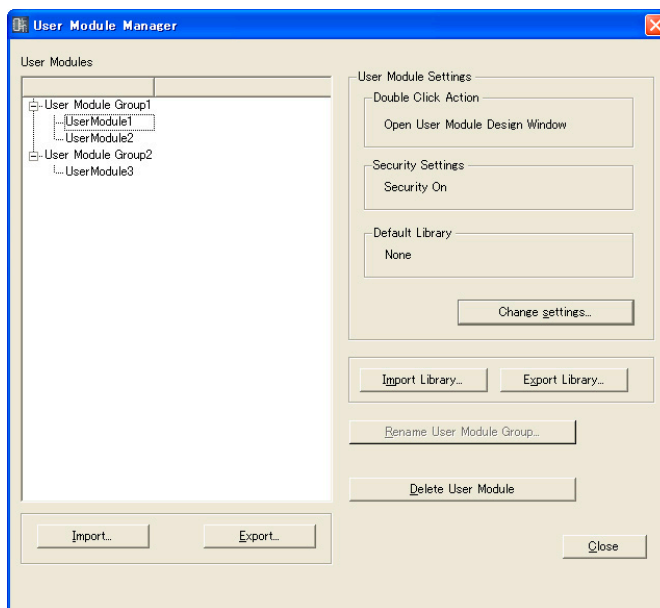 User Module Manager
User Modules
User Module Group1
UserModule1
UserModule2
User Module Group2
UserModule3
Import...
Export...
User Module Settings
Double Click Action
Open User Module Design Window
Security Settings
Security On
Default Library
None
Change settings...
Import Library...
Export Library...
Rename User Module Group...
Delete User Module
Close